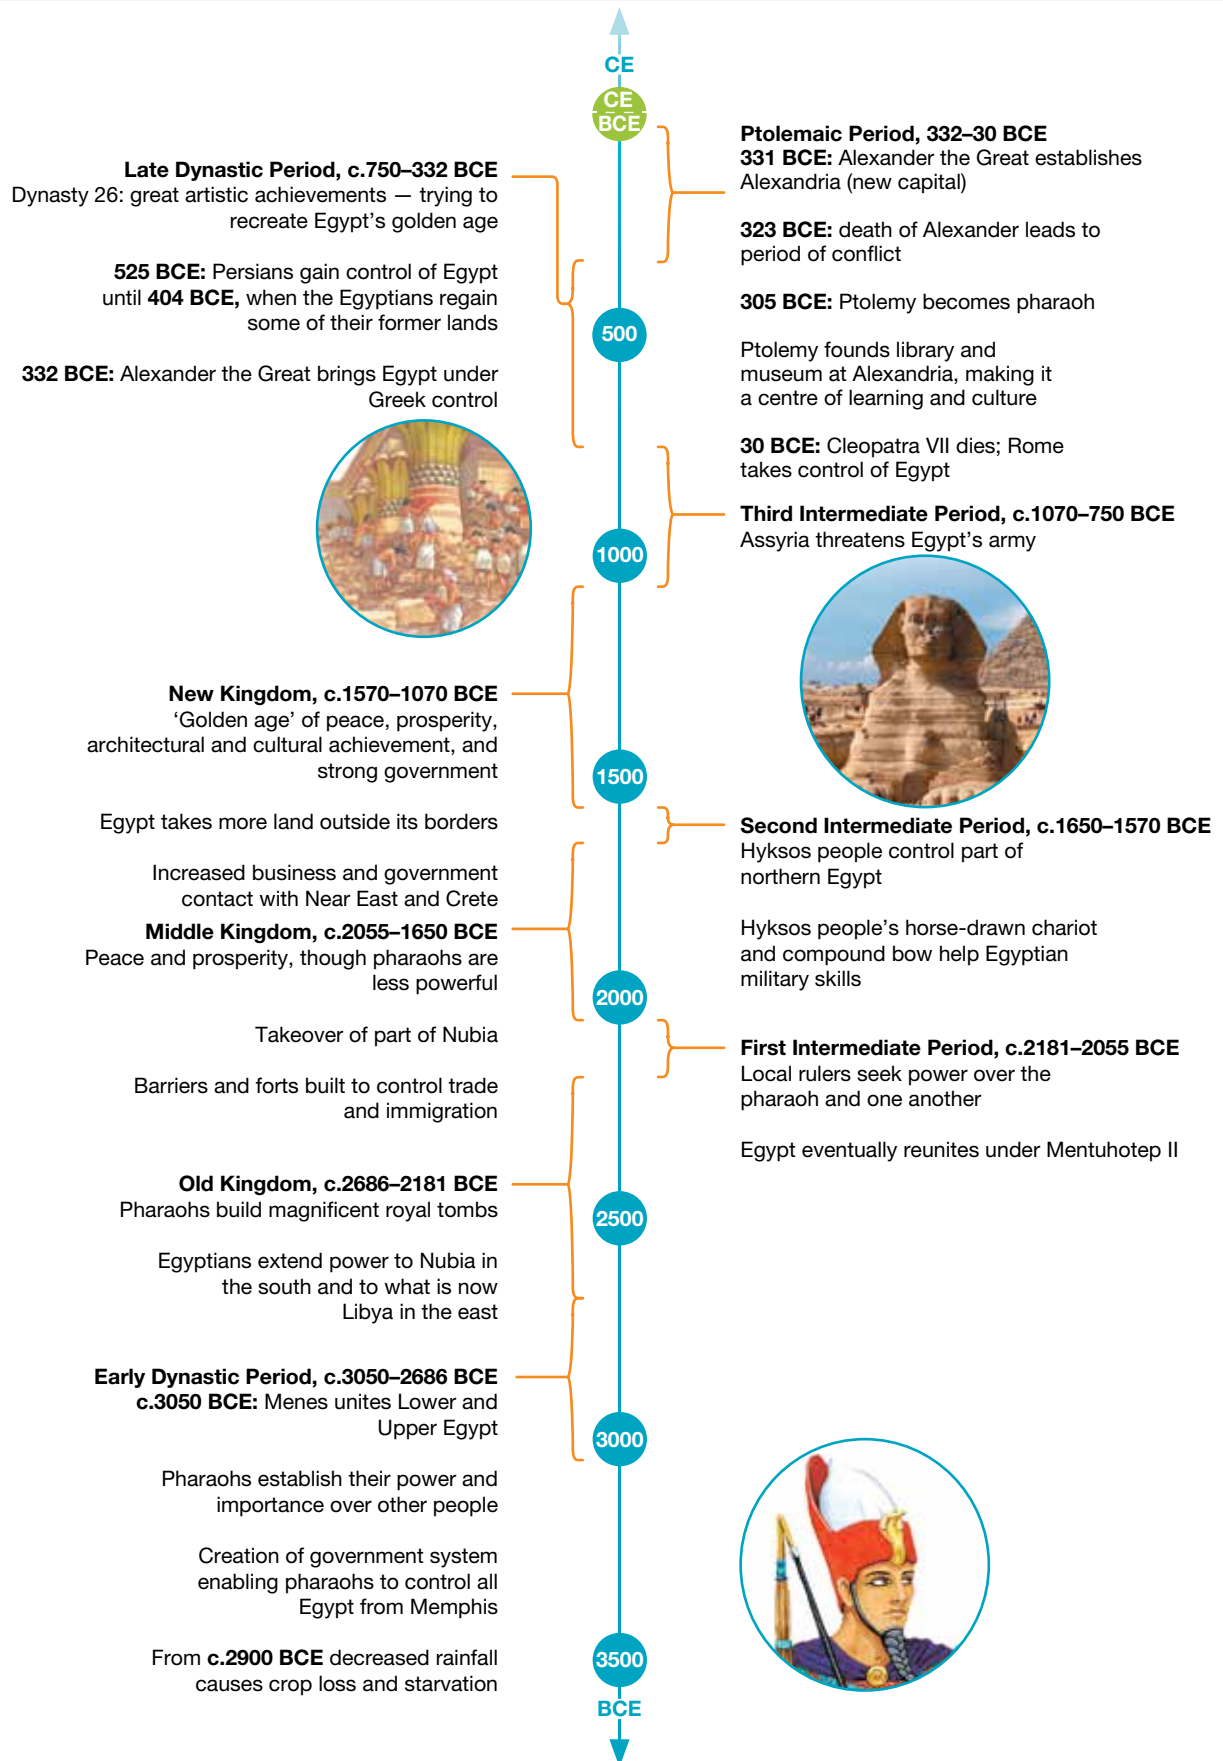 CE
CE
BCE
Late Dynastic Period, c.750–332 BCE
Dynasty 26: great artistic achievements — trying to
recreate Egypt’s golden age
525 BCE: Persians gain control of Egypt
until 404 BCE, when the Egyptians regain
some of their former lands
332 BCE: Alexander the Great brings Egypt under
Greek control
Ptolemaic Period, 332–30 BCE
331 BCE: Alexander the Great establishes
Alexandria (new capital)
323 BCE: death of Alexander leads to
period of conflict
305 BCE: Ptolemy becomes pharaoh
Ptolemy founds library and
museum at Alexandria, making it
a centre of learning and culture
30 BCE: Cleopatra VII dies; Rome
takes control of Egypt
500
Third Intermediate Period, c.1070–750 BCE
Assyria threatens Egypt’s army
1000
New Kingdom, c.1570–1070 BCE
‘Golden age’ of peace, prosperity,
architectural and cultural achievement, and
strong government
Egypt takes more land outside its borders
Increased business and government
contact with Near East and Crete
1500
Second Intermediate Period, c.1650–1570 BCE
Hyksos people control part of
northern Egypt
Hyksos people’s horse-drawn chariot
and compound bow help Egyptian
military skills
Middle Kingdom, c.2055–1650 BCE
Peace and prosperity, though pharaohs are
less powerful
Takeover of part of Nubia
Barriers and forts built to control trade
and immigration
2000
First Intermediate Period, c.2181–2055 BCE
Local rulers seek power over the
pharaoh and one another
Egypt eventually reunites under Mentuhotep II
Old Kingdom, c.2686–2181 BCE
Pharaohs build magnificent royal tombs
Egyptians extend power to Nubia in
the south and to what is now
Libya in the east
2500
Early Dynastic Period, c.3050–2686 BCE
c.3050 BCE: Menes unites Lower and
Upper Egypt
Pharaohs establish their power and
importance over other people
Creation of government system
enabling pharaohs to control all
Egypt from Memphis
From c.2900 BCE decreased rainfall
causes crop loss and starvation
3000
3500
BCE